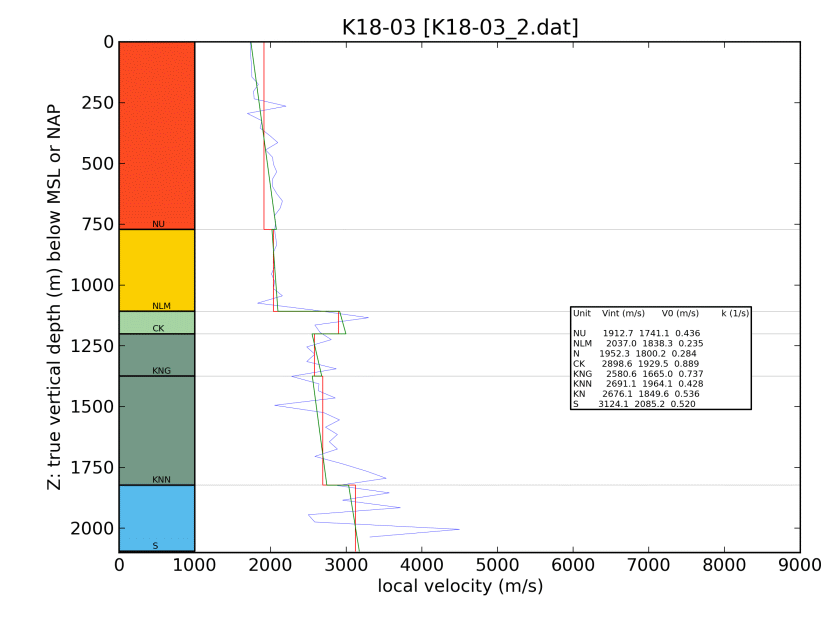 K18-03 [K18-03_2.dat]
Z: true vertical depth (m) below MSL or NAP
0
250
500
750
1000
1250
1500
1750
2000
NU
NLM
CK
KNG
KNN
S
Unit Vint (m/s) V0 (m/s) k (1/s)
NU 1912.7 1741.1 0.436
NLM 2037.0 1838.3 0.235
N 1952.3 1800.2 0.284
CK 2898.6 1929.5 0.889
KNG 2580.6 1665.0 0.737
KNN 2691.1 1964.1 0.428
KN 2676.1 1849.6 0.536
S 3124.1 2085.2 0.520
0 1000 2000 3000 4000 5000 6000 7000 8000 9000
local velocity (m/s)